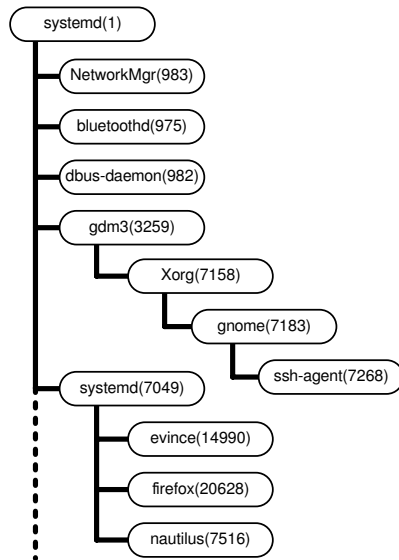 systemd(1)
NetworkMgr(983)
bluetoothd(975)
dbus-daemon(982)
gdm3(3259)
Xorg(7158)
gnome(7183)
ssh-agent(7268)
systemd(7049)
evince(14990)
firefox(20628)
nautilus(7516)